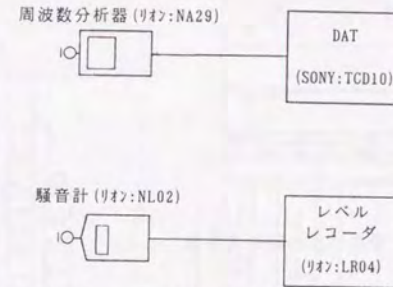 周波数分析器(リオン:NA29)
DAT
(SONY:TCD10)
騒音計(リオン:NL02)
レベル
レコーダ
(リオン:LR04)